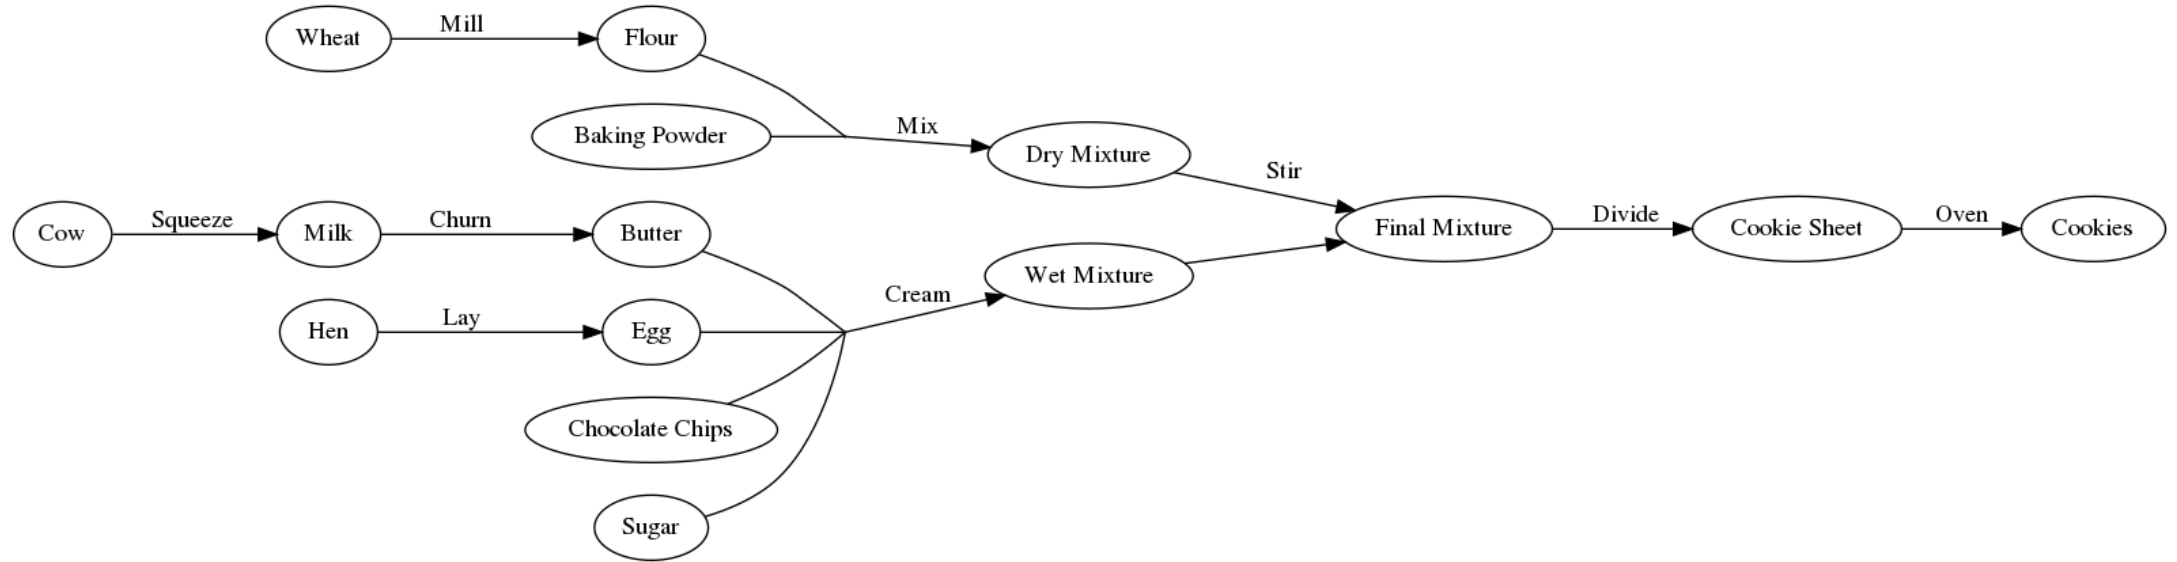 Wheat
Mill
Flour
Baking Powder
Mix
Dry Mixture
Stir
Cow
Squeeze
Milk
Churn
Butter
Final Mixture
Divide
Cookie Sheet
Oven
Cookies
Hen
Lay
Egg
Cream
Wet Mixture
Chocolate Chips
Sugar